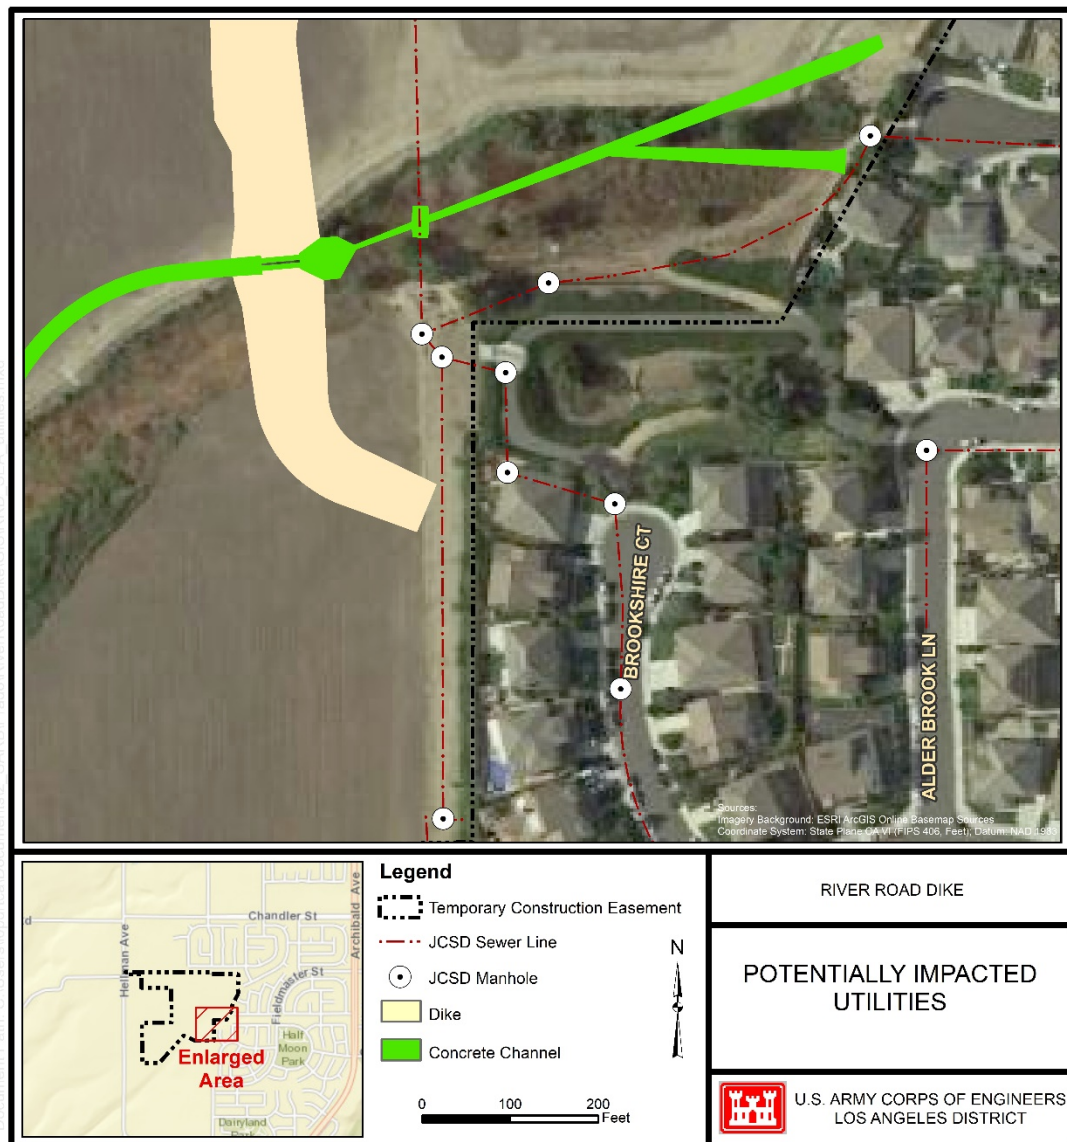 BROOKSHIRE CT
ALDER BROOK LN
Sources:
Imagery Background: ESRI ArcGIS Online Basemap Sources
Coordinate System: State Plane CA VI (FIPS 406, Feet); Datum: NAD 1983
Chandler St
Archibald Ave
Hellman Ave
Fieldmaster St
Half
Moon
Park
Enlarged
Area
Dairyland
Park
Legend
Temporary Construction Easement
JCSD Sewer Line
JCSD Manhole
Dike
Concrete Channel
N
0 100 200
Feet
RIVER ROAD DIKE
POTENTIALLY IMPACTED
UTILITIES
U.S. ARMY CORPS OF ENGINEERS
LOS ANGELES DISTRICT